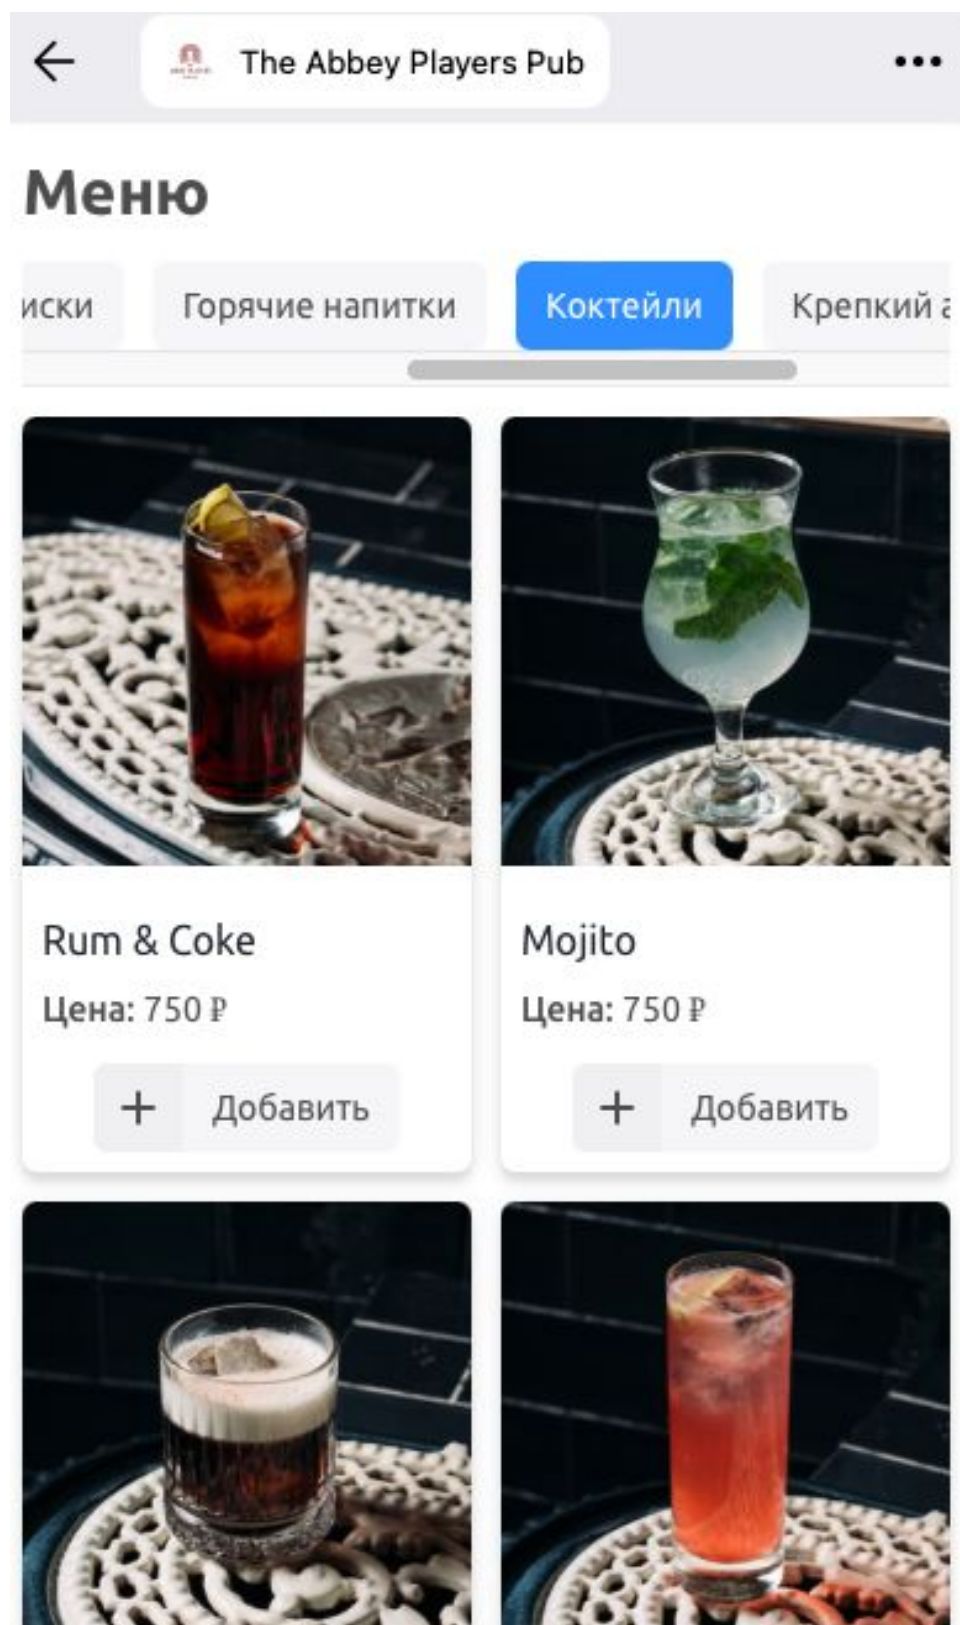 The Abbey Players Pub
Меню
иски Горячие напитки Коктейли Крепкий а
Rum & Coke
Цена: 750 ₽
+ Добавить
Mojito
Цена: 750 ₽
+ Добавить